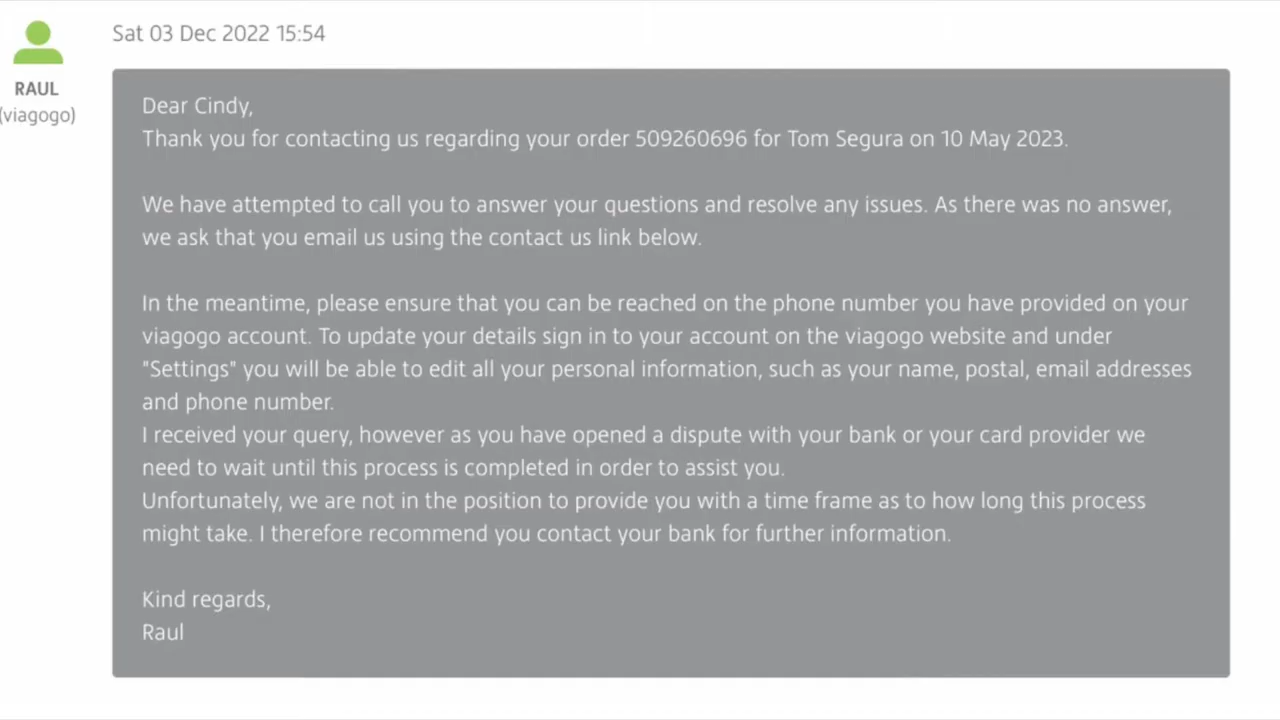 Sat 03 Dec 2022 15:54
RAUL
(viagogo)
Dear Cindy,
Thank you for contacting us regarding your order 509260696 for Tom Segura on 10 May 2023.
We have attempted to call you to answer your questions and resolve any issues. As there was no answer,
we ask that you email us using the contact us link below.
In the meantime, please ensure that you can be reached on the phone number you have provided on your
viagogo account. To update your details sign in to your account on the viagogo website and under
"Settings" you will be able to edit all your personal information, such as your name, postal, email addresses
and phone number.
I received your query, however as you have opened a dispute with your bank or your card provider we
need to wait until this process is completed in order to assist you.
Unfortunately, we are not in the position to provide you with a time frame as to how long this process
might take. I therefore recommend you contact your bank for further information.
Kind regards,
Raul